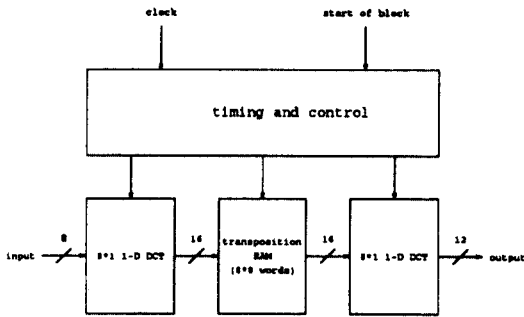 clock
start of block
timing and control
8
16
16
12
input
8*1 1-D DCT
transposition
RAM
(8*8 words)
8*1 1-D DCT
output